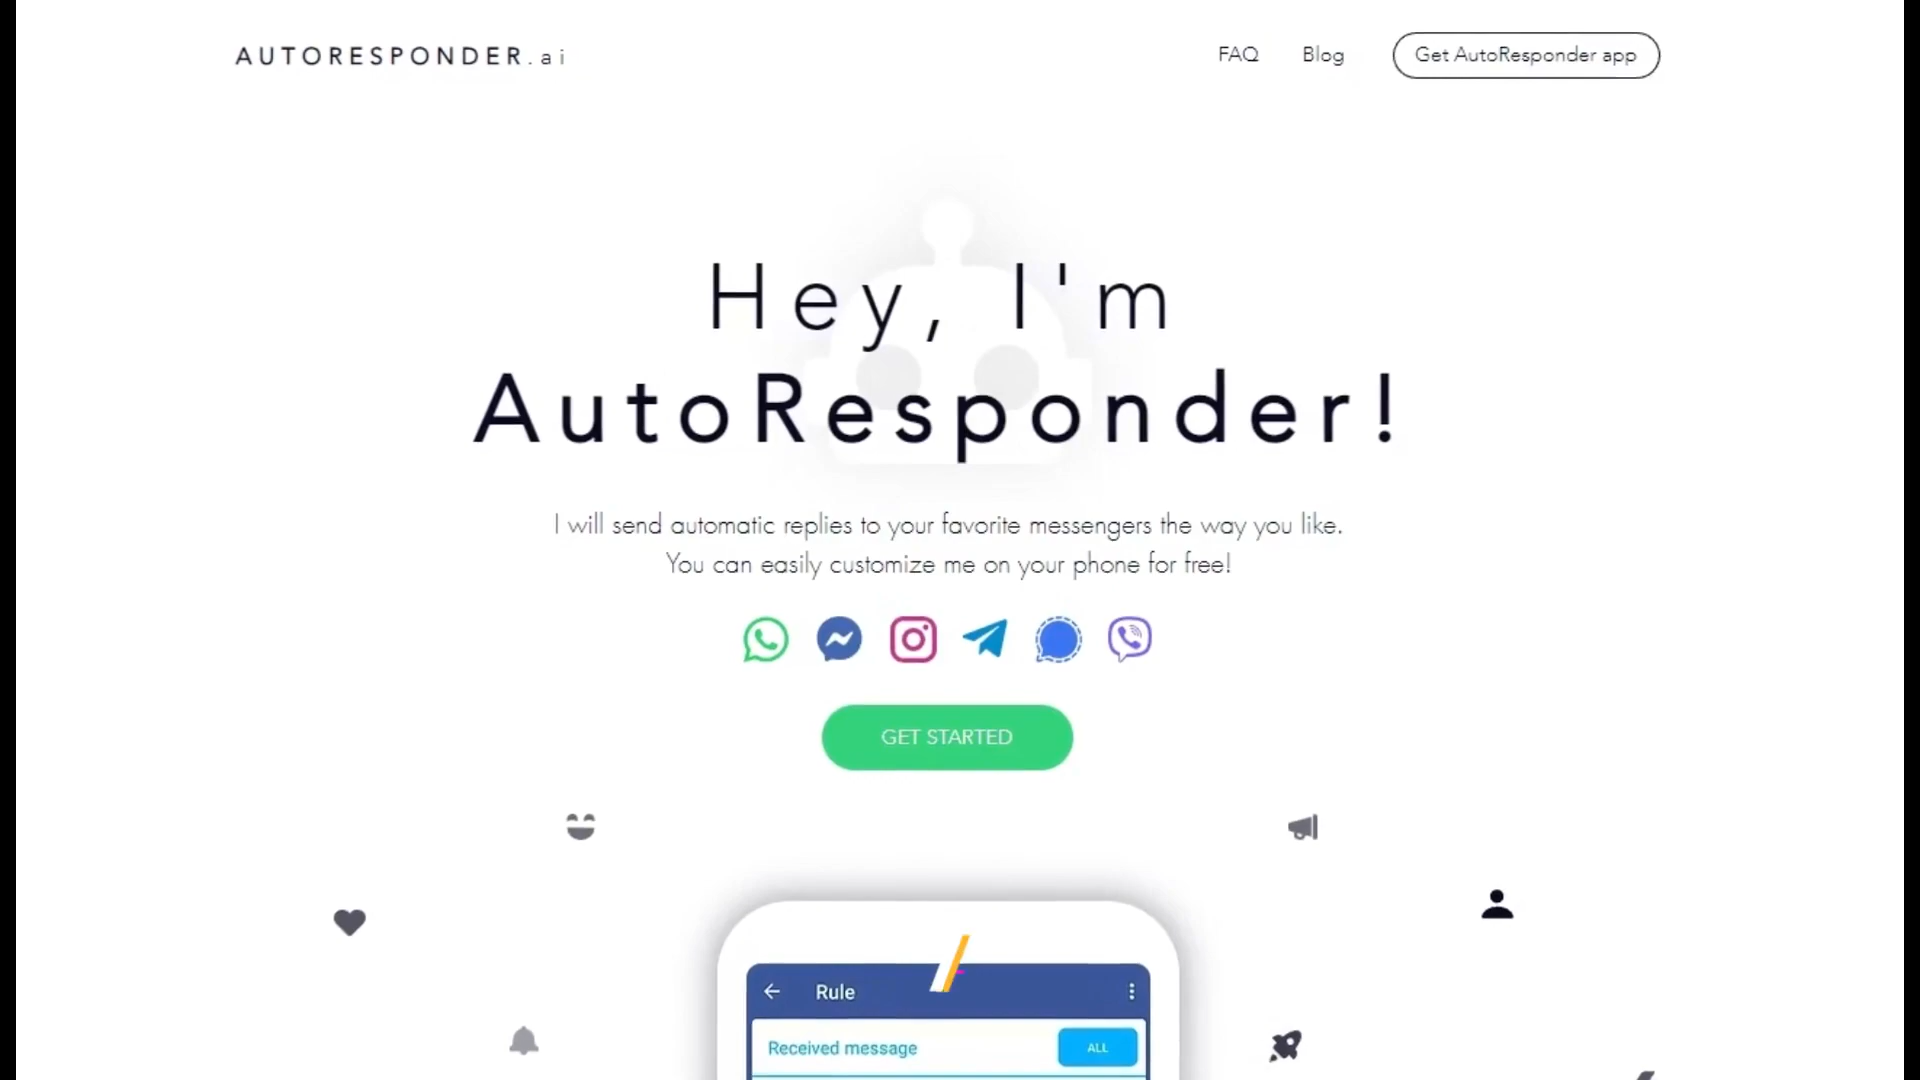 AUTORESPONDER.ai
FAQ
Blog
Get AutoResponder app
Hey, I'm
AutoResponder!
I will send automatic replies to your favorite messengers the way you like.
You can easily customize me on your phone for free!
GET STARTED
Rule
Received message
ALL